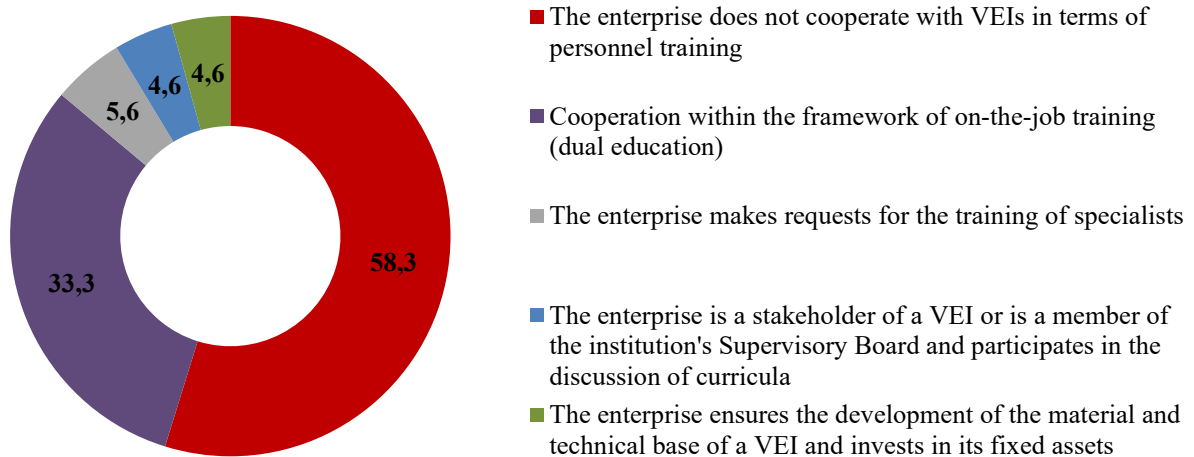 58,3
33,3
5,6
4,6
4,6
The enterprise does not cooperate with VEIs in terms of
personnel training
Cooperation within the framework of on-the-job training
(dual education)
The enterprise makes requests for the training of specialists
The enterprise is a stakeholder of a VEI or is a member of
the institution's Supervisory Board and participates in the
discussion of curricula
The enterprise ensures the development of the material and
technical base of a VEI and invests in its fixed assets